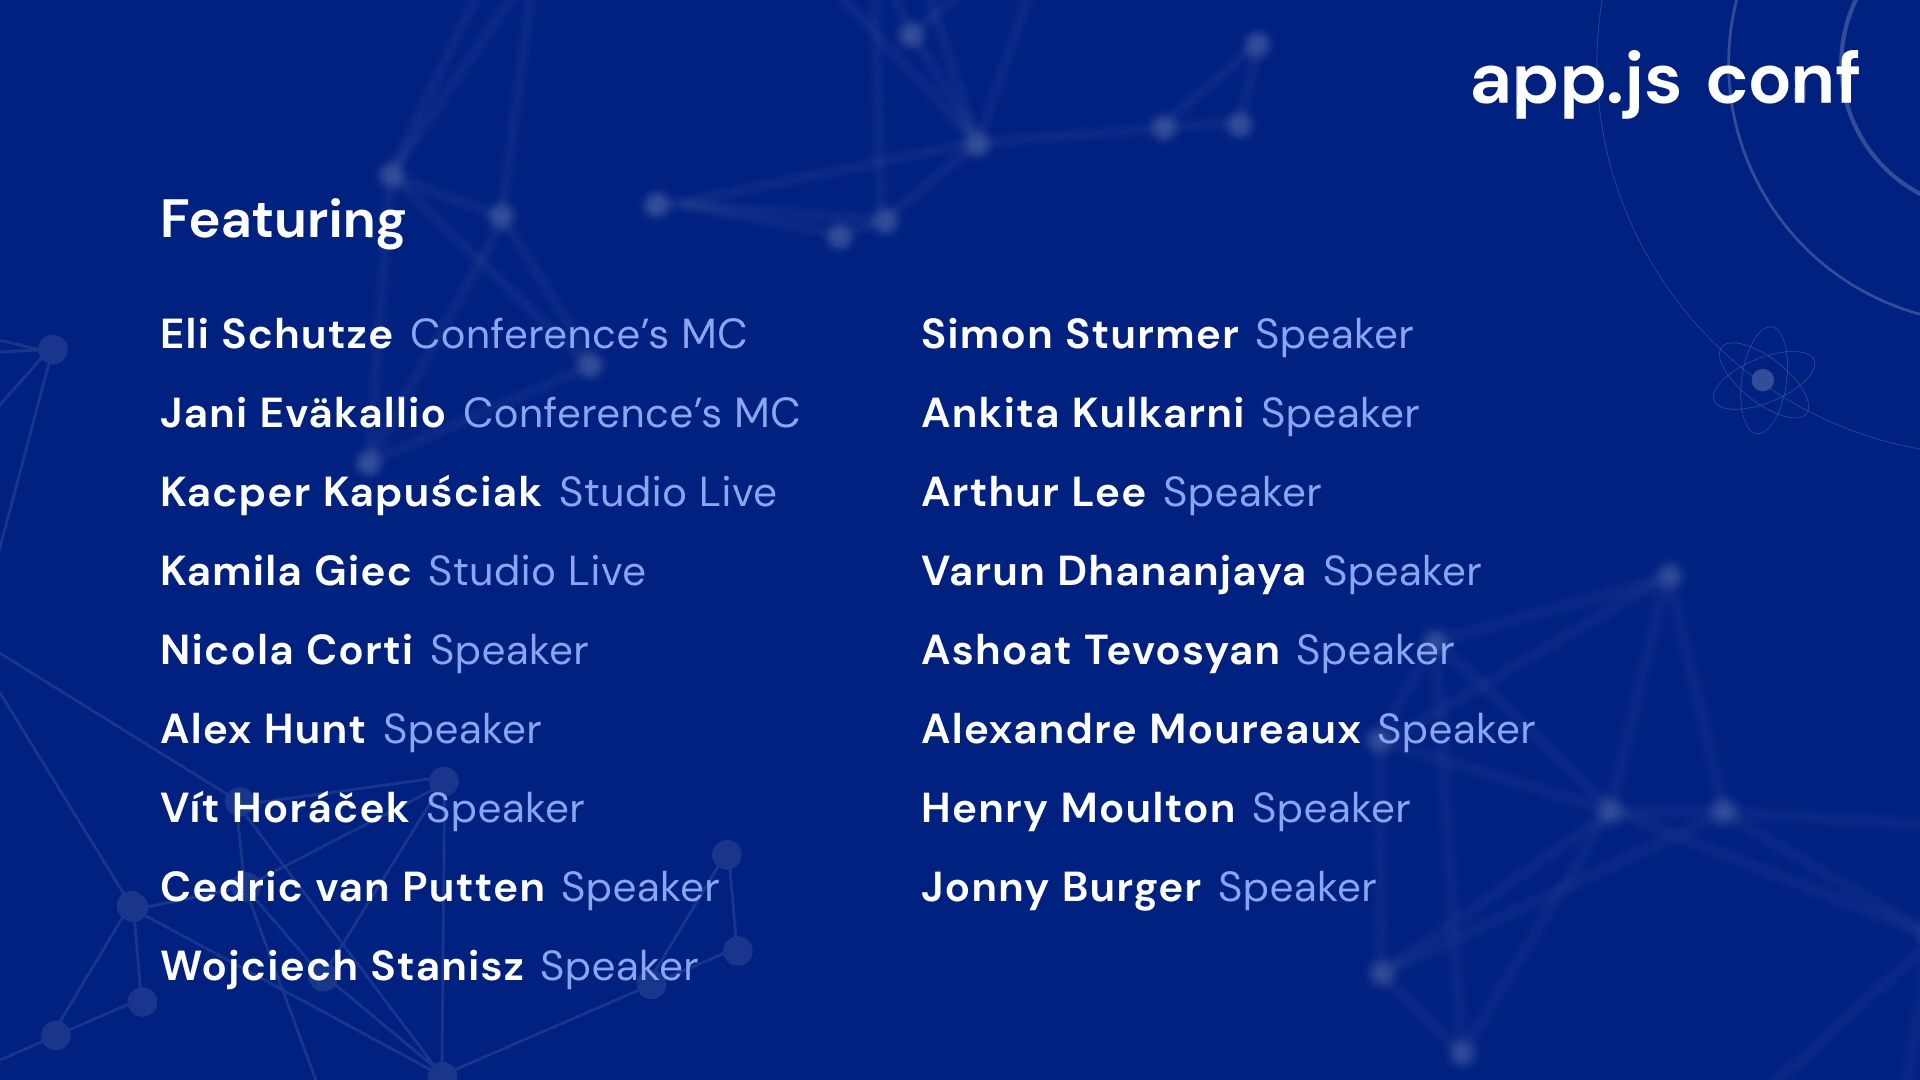 app.js conf
Featuring
Eli Schutze Conference’s MC
Jani Eväkallio Conference’s MC
Kacper Kapuściak Studio Live
Kamila Giec Studio Live
Nicola Corti Speaker
Alex Hunt Speaker
Vít Horáček Speaker
Cedric van Putten Speaker
Wojciech Stanisz Speaker
Simon Sturmer Speaker
Ankita Kulkarni Speaker
Arthur Lee Speaker
Varun Dhananjaya Speaker
Ashoat Tevosyan Speaker
Alexandre Moureaux Speaker
Henry Moulton Speaker
Jonny Burger Speaker